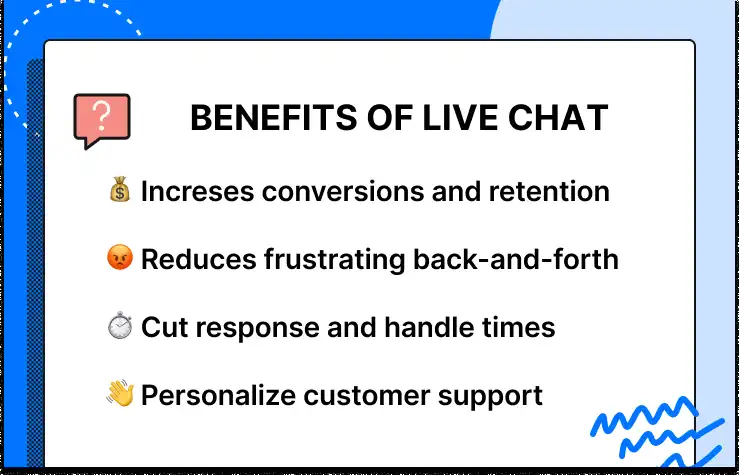 BENEFITS OF LIVE CHAT
Increses conversions and retention
Reduces frustrating back-and-forth
Cut response and handle times
Personalize customer support